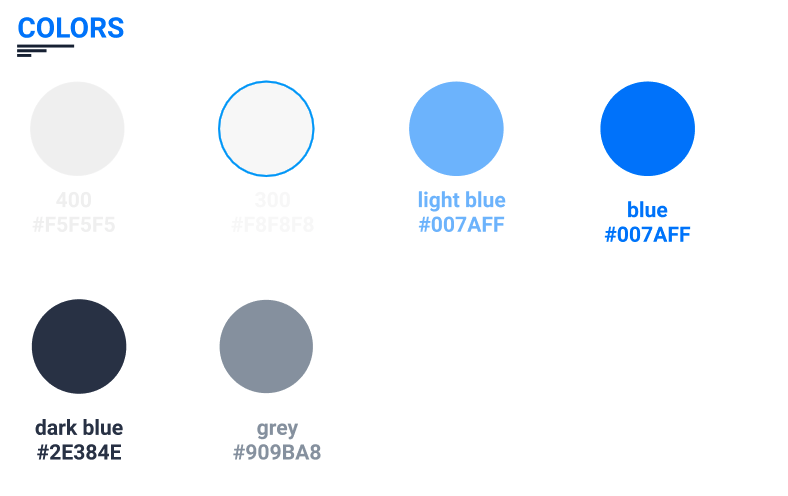 COLORS
400
#F5F5F5
300
#F8F8F8
light blue
#007AFF
blue
#007AFF
dark blue
#2E384E
grey
#909BA8